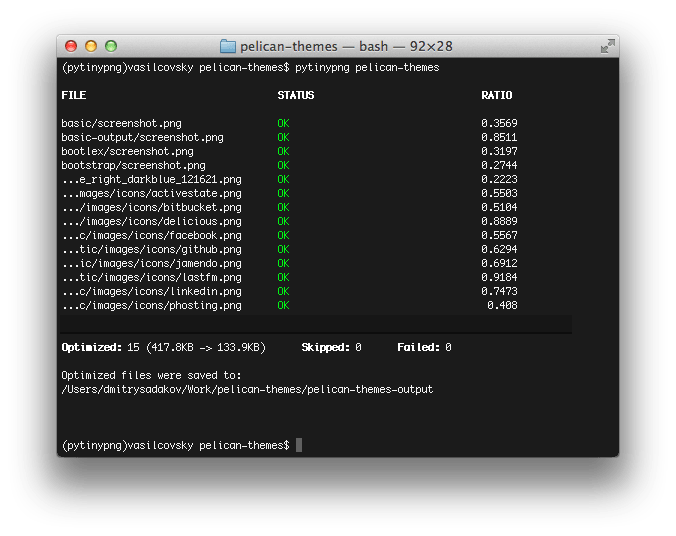 pelican-themes — bash — 92×28
(pytinypng)vasilcovsky pelican-themes$ pytinypng pelican-themes
FILE STATUS RATIO
basic/screenshot.png OK 0.3569
basic-output/screenshot.png OK 0.8511
bootlex/screenshot.png OK 0.3197
bootstrap/screenshot.png OK 0.2744
...e_right_darkblue_121621.png OK 0.2223
...mages/icons/activestate.png OK 0.5503
.../images/icons/bitbucket.png OK 0.5104
.../images/icons/delicious.png OK 0.8889
...c/images/icons/facebook.png OK 0.5567
...tic/images/icons/github.png OK 0.6294
...ic/images/icons/jamendo.png OK 0.6912
...tic/images/icons/lastfm.png OK 0.9184
...c/images/icons/linkedin.png OK 0.7473
...c/images/icons/phosting.png OK 0.408
Optimized: 15 (417.8KB -> 133.9KB) Skipped: 0 Failed: 0
Optimized files were saved to:
/Users/dmitrysadakov/Work/pelican-themes/pelican-themes-output
(pytinypng)vasilcovsky pelican-themes$